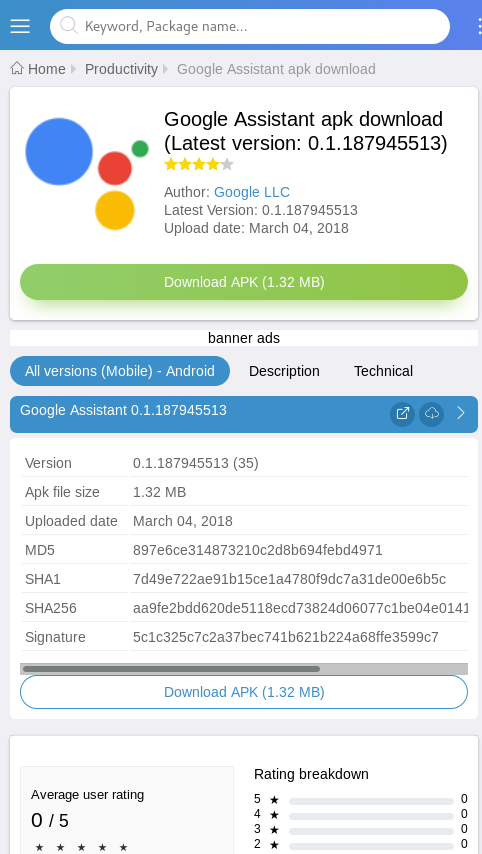 Keyword, Package name...
Home Productivity Google Assistant apk download
Google Assistant apk download
(Latest version: 0.1.187945513)
Author: Google LLC
Latest Version: 0.1.187945513
Upload date: March 04, 2018
Download APK (1.32 MB)
banner ads
All versions (Mobile) - Android Description Technical
Google Assistant 0.1.187945513
Version 0.1.187945513 (35)
Apk file size 1.32 MB
Uploaded date March 04, 2018
MD5 897e6ce314873210c2d8b694febd4971
SHA1 7d49e722ae91b15ce1a4780f9dc7a31de00e6b5c
SHA256 aa9fe2bdd620de5118ecd73824d06077c1be04e0141
Signature 5c1c325c7c2a37bec741b621b224a68ffe3599c7
Download APK (1.32 MB)
Average user rating
0 / 5
Rating breakdown
5 ★ 0
4 ★ 0
3 ★ 0
2 ★ 0